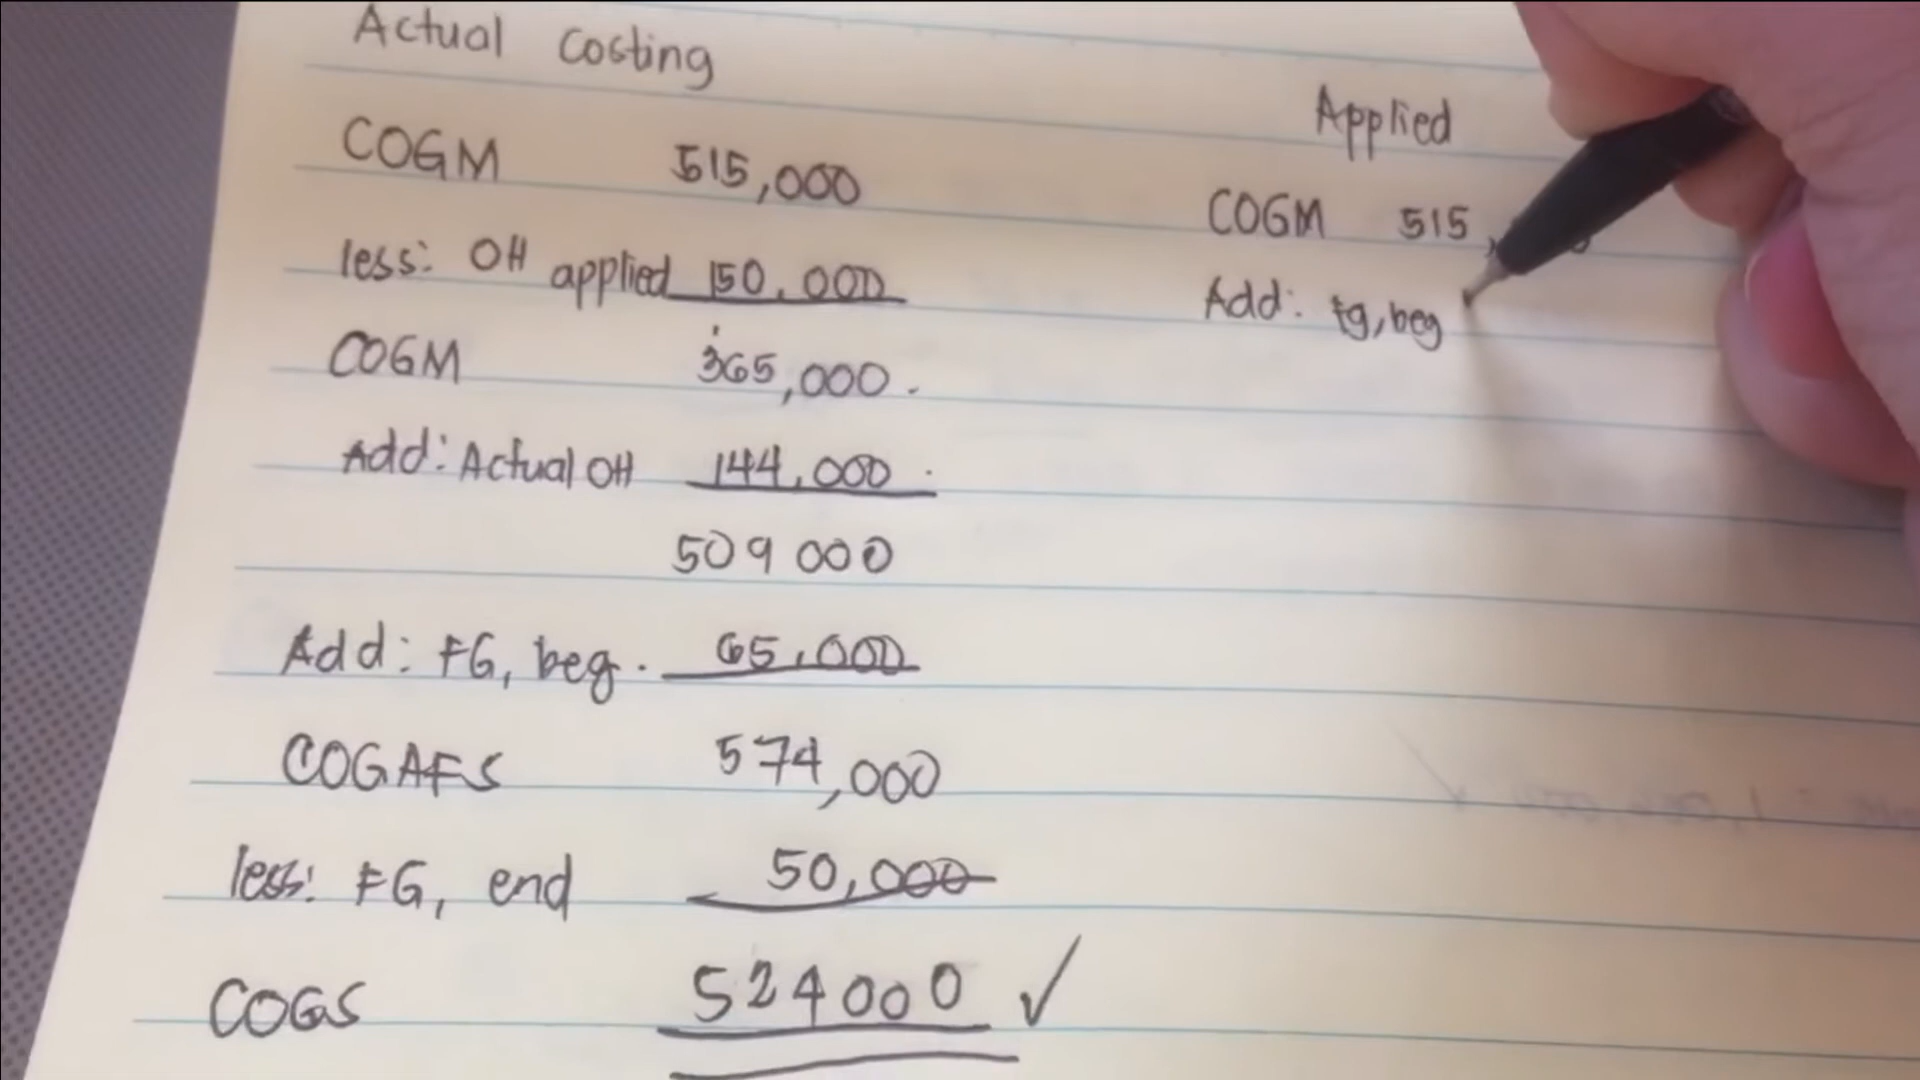 Actual Costing
COGM 515,000
less: OH applied 150,000
COGM 365,000.
Add: Actual OH 144,000.
509 000
Add: FG, beg. 65,000
COGAFS 574,000
less: FG, end 50,000
COGS 524000 ✓
Applied
COGM 515,
Add: fg, beg